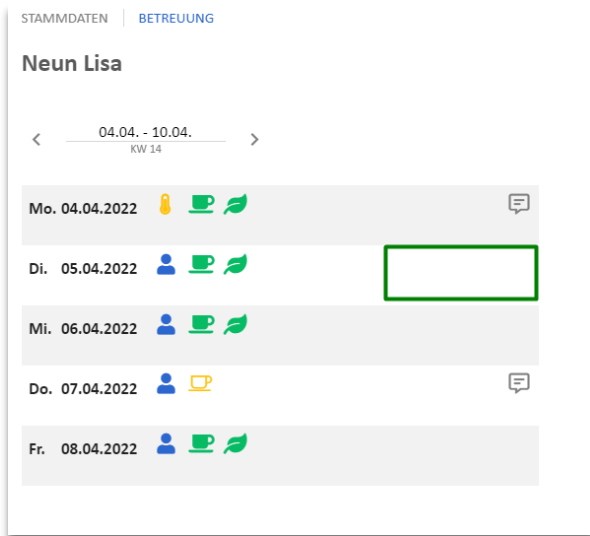 STAMMDATEN BETREUUNG
Neun Lisa
04.04. - 10.04.
KW 14
Mo. 04.04.2022
Di. 05.04.2022
Mi. 06.04.2022
Do. 07.04.2022
Fr. 08.04.2022